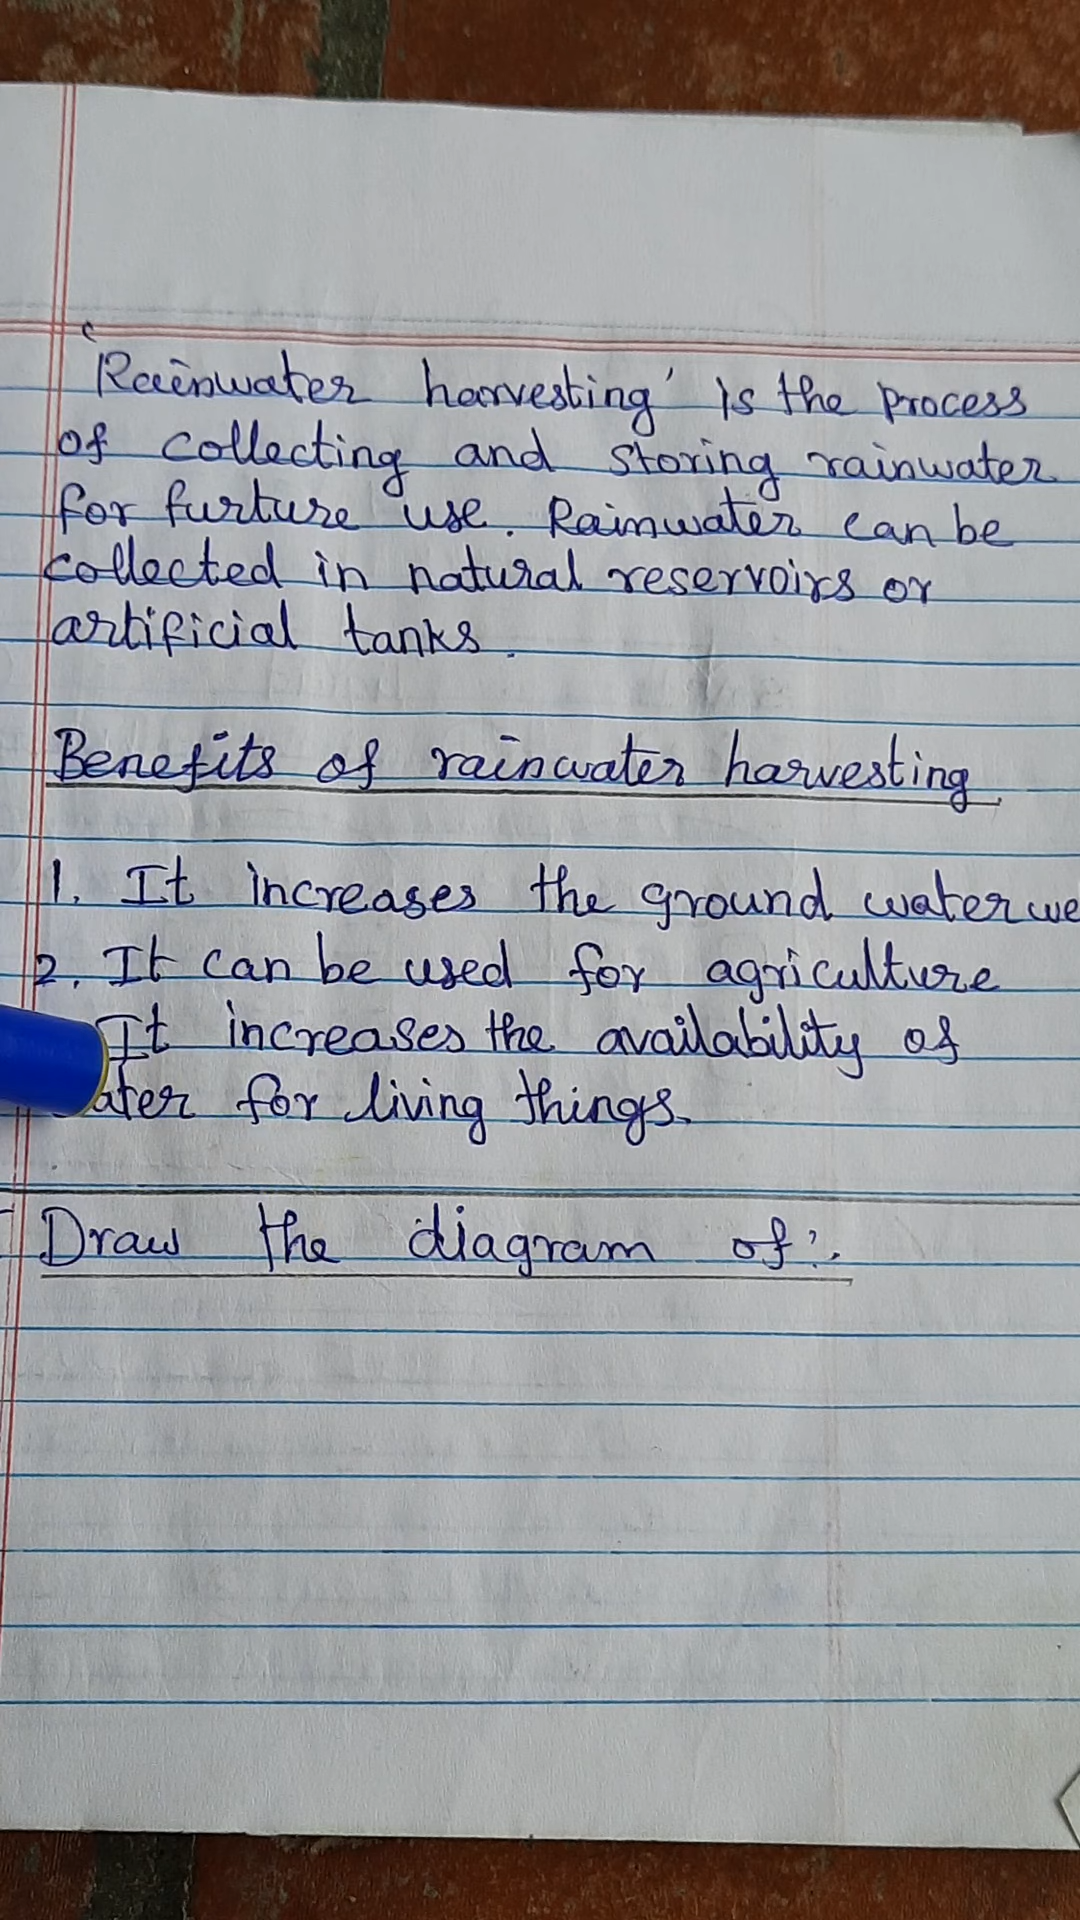 'Rainwater harvesting' is the process
of collecting and storing rainwater
for furture use. Rainwater can be
collected in natural reservoirs or
artificial tanks.
Benefits of rainwater harvesting
1. It increases the ground water we
2. It can be used for agriculture
It increases the availability of
ater for living things.
Draw the diagram of: